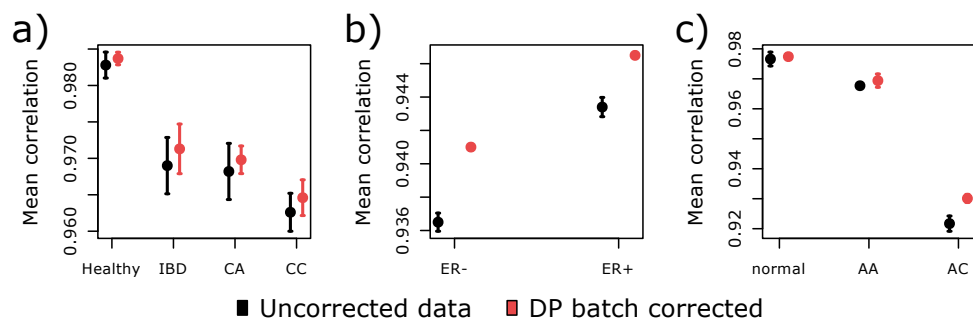 a)
Mean correlation
0.980
0.970
0.960
Healthy IBD CA CC
b)
Mean correlation
0.944
0.940
0.936
ER- ER+
c)
Mean correlation
0.98
0.96
0.94
0.92
normal AA AC
Uncorrected data DP batch corrected